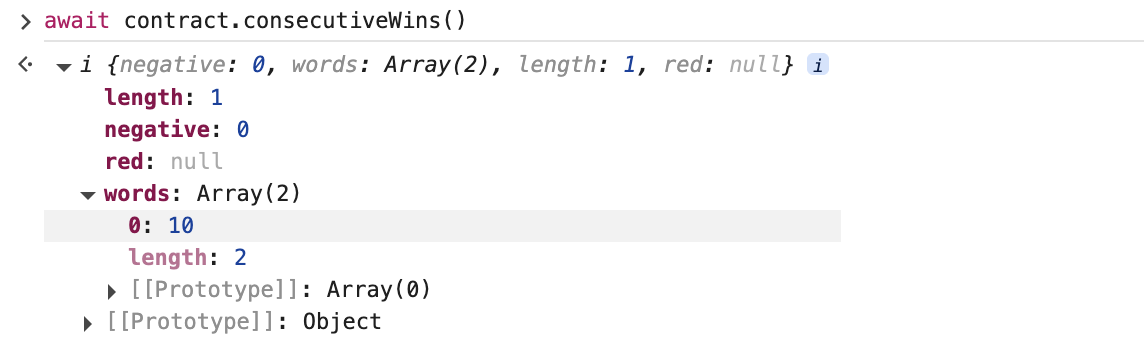 await contract.consecutiveWins()
i {negative: 0, words: Array(2), length: 1, red: null} i
length: 1
negative: 0
red: null
words: Array(2)
0: 10
length: 2
[[Prototype]]: Array(0)
[[Prototype]]: Object